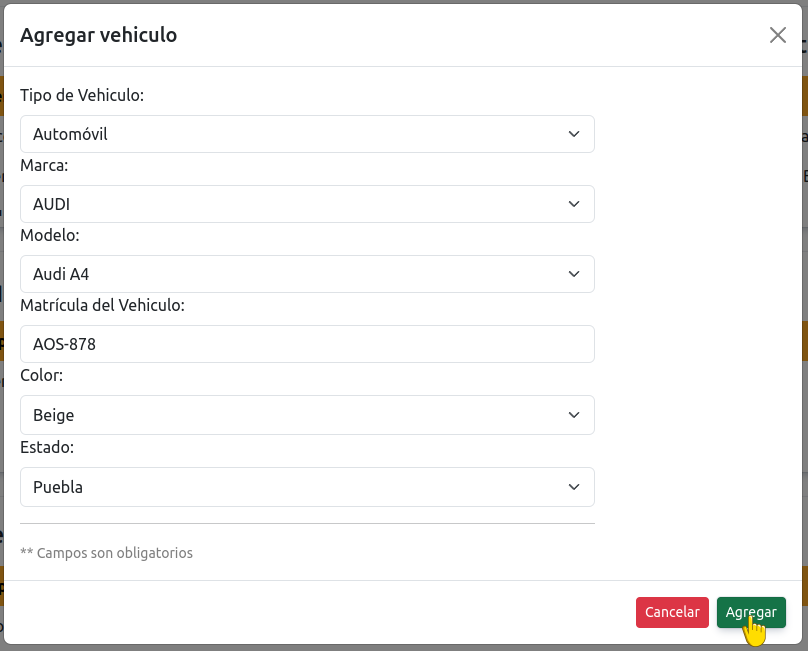 Agregar vehiculo
Tipo de Vehiculo:
Automóvil
Marca:
AUDI
Modelo:
Audi A4
Matrícula del Vehiculo:
AOS-878
Color:
Beige
Estado:
Puebla
** Campos son obligatorios
Cancelar Agregar